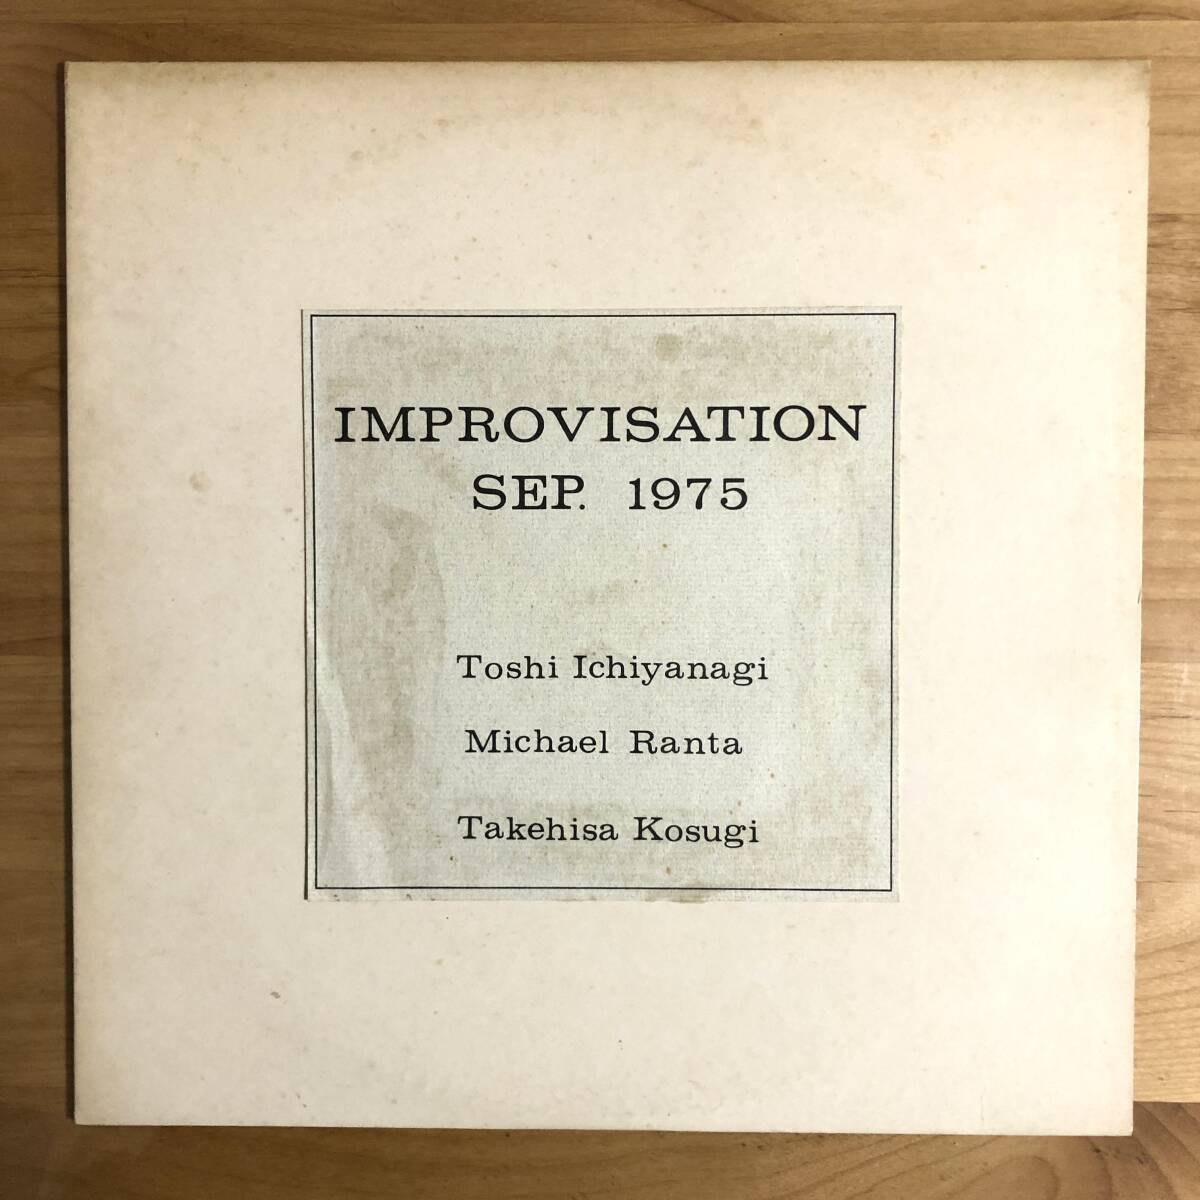 IMPROVISATION
SEP. 1975
Toshi Ichiyanagi
Michael Ranta
Takehisa Kosugi